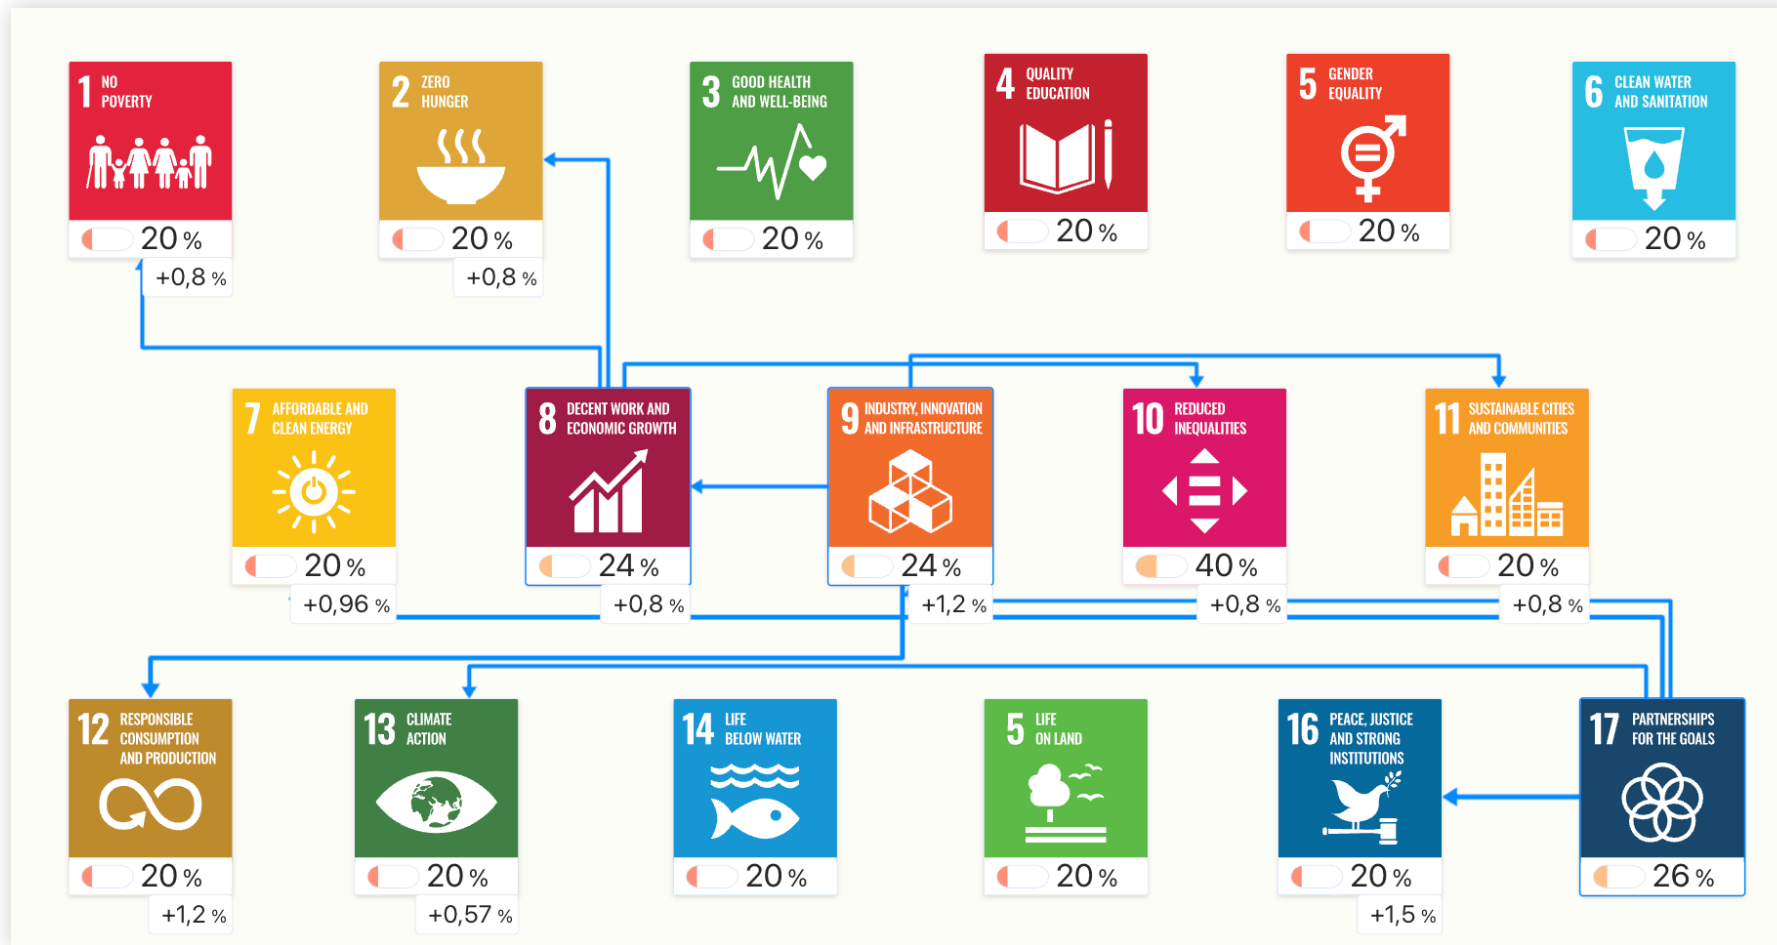 1 NO
POVERTY
20 %
+0,8 %
2 ZERO
HUNGER
20 %
+0,8 %
3 GOOD HEALTH
AND WELL-BEING
20 %
4 QUALITY
EDUCATION
20 %
5 GENDER
EQUALITY
20 %
6 CLEAN WATER
AND SANITATION
20 %
7 AFFORDABLE AND
CLEAN ENERGY
20 %
+0,96 %
8 DECENT WORK AND
ECONOMIC GROWTH
24 %
+0,8 %
9 INDUSTRY, INNOVATION
AND INFRASTRUCTURE
24 %
+1,2 %
10 REDUCED
INEQUALITIES
40 %
+0,8 %
11 SUSTAINABLE CITIES
AND COMMUNITIES
20 %
+0,8 %
12 RESPONSIBLE
CONSUMPTION
AND PRODUCTION
20 %
+1,2 %
13 CLIMATE
ACTION
20 %
+0,57 %
14 LIFE
BELOW WATER
20 %
5 LIFE
ON LAND
20 %
16 PEACE, JUSTICE
AND STRONG
INSTITUTIONS
20 %
+1,5 %
17 PARTNERSHIPS
FOR THE GOALS
26 %